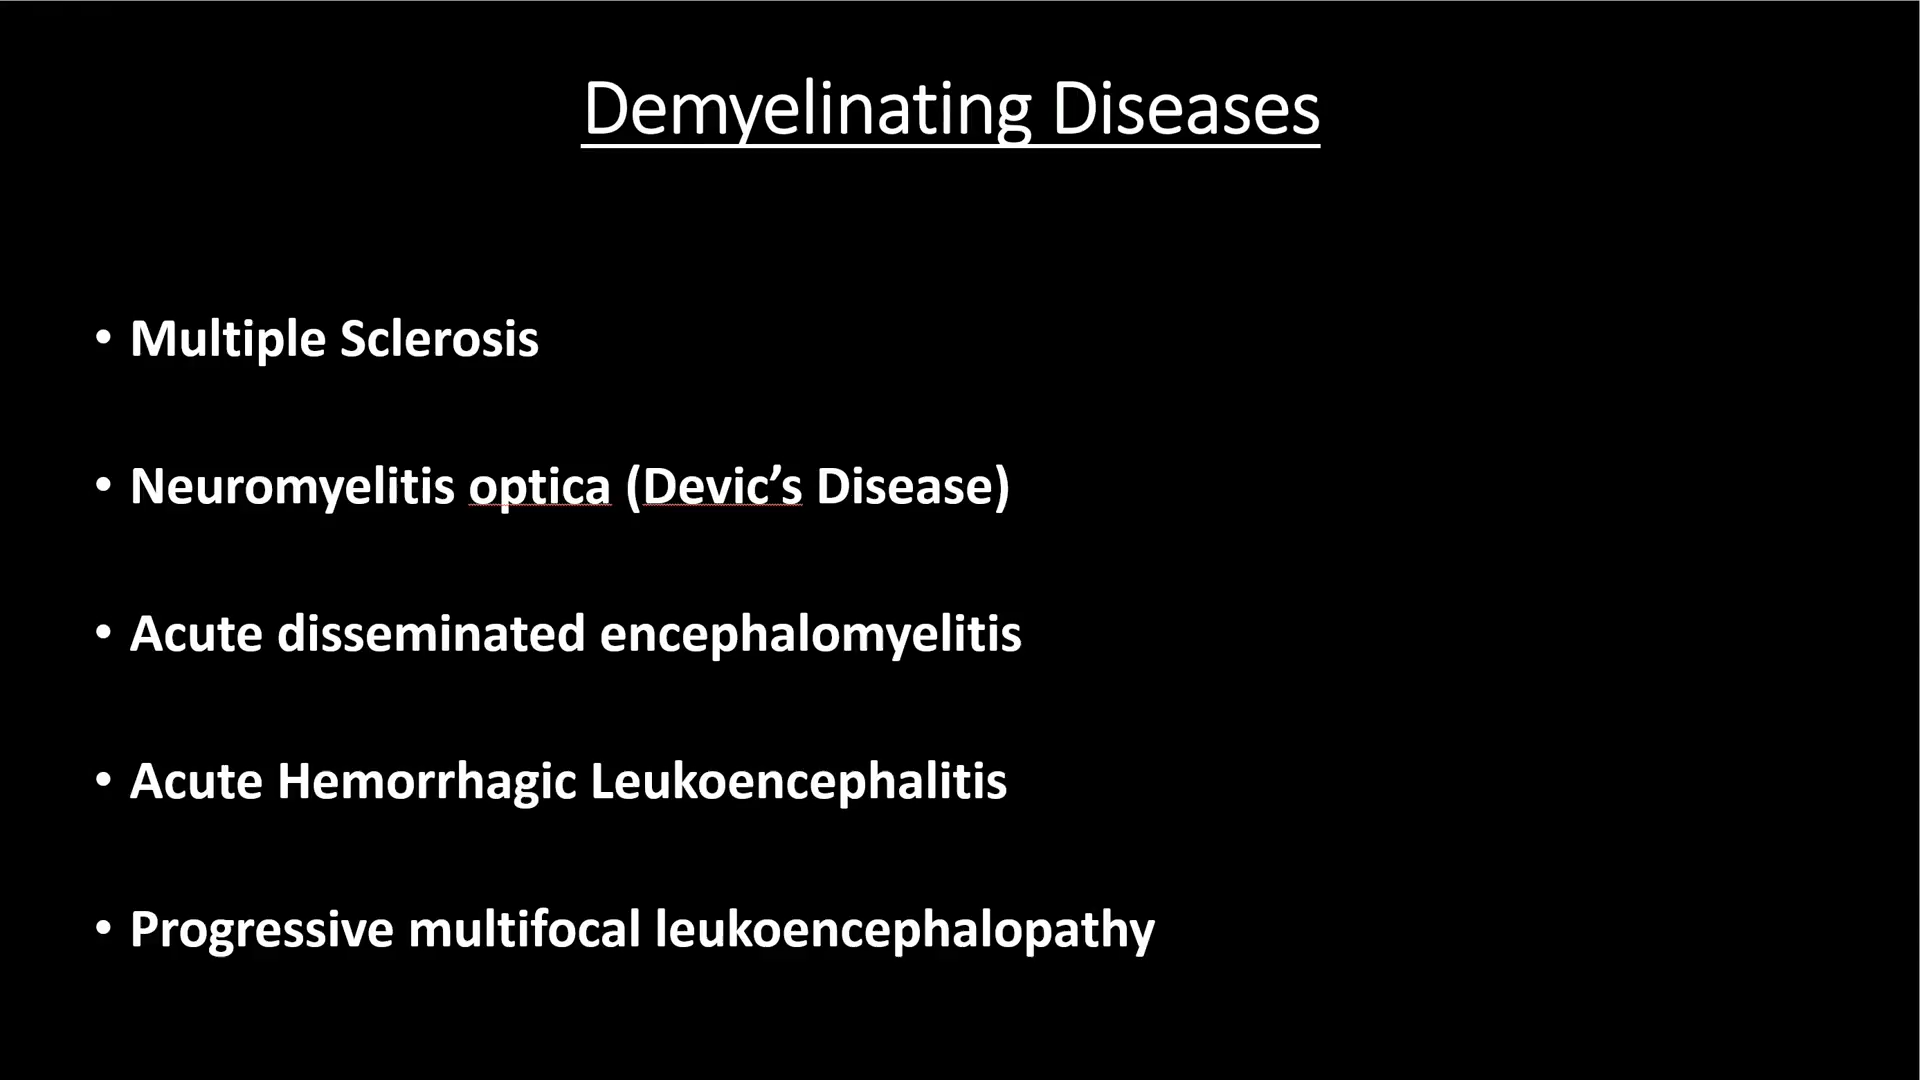 Demyelinating Diseases
• Multiple Sclerosis
• Neuromyelitis optica (Devic’s Disease)
• Acute disseminated encephalomyelitis
• Acute Hemorrhagic Leukoencephalitis
• Progressive multifocal leukoencephalopathy